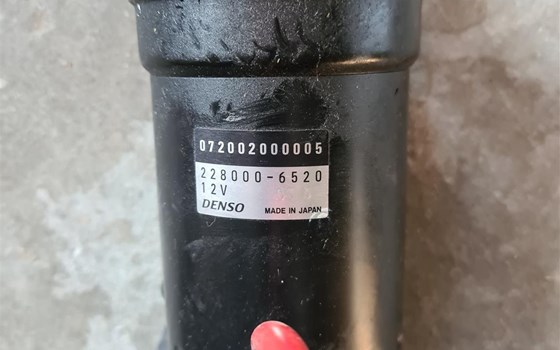 072002000005
228000-6520
12V
DENSO MADE IN JAPAN